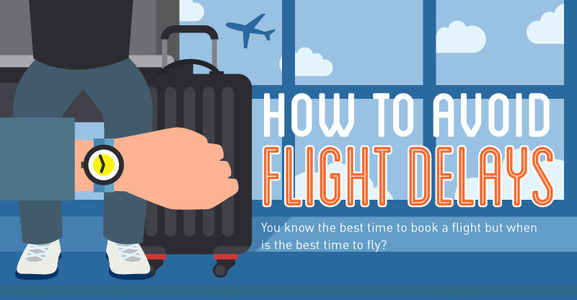 HOW TO AVOID
FLIGHT DELAYS
You know the best time to book a flight but when
is the best time to fly?